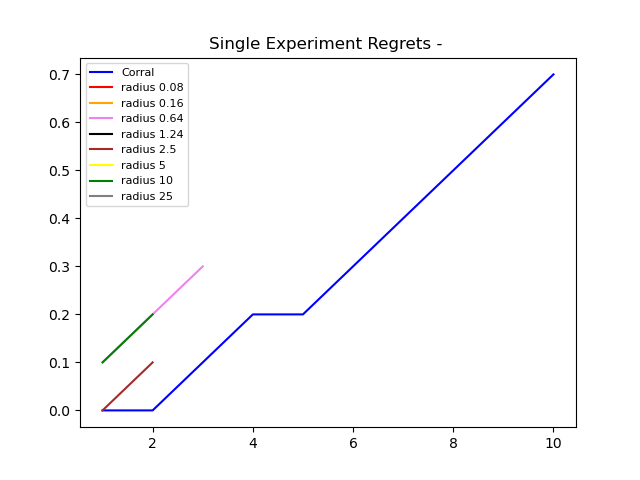 Single Experiment Regrets -
Corral
radius 0.08
radius 0.16
radius 0.64
radius 1.24
radius 2.5
radius 5
radius 10
radius 25
0.7
0.6
0.5
0.4
0.3
0.2
0.1
0.0
2 4 6 8 10